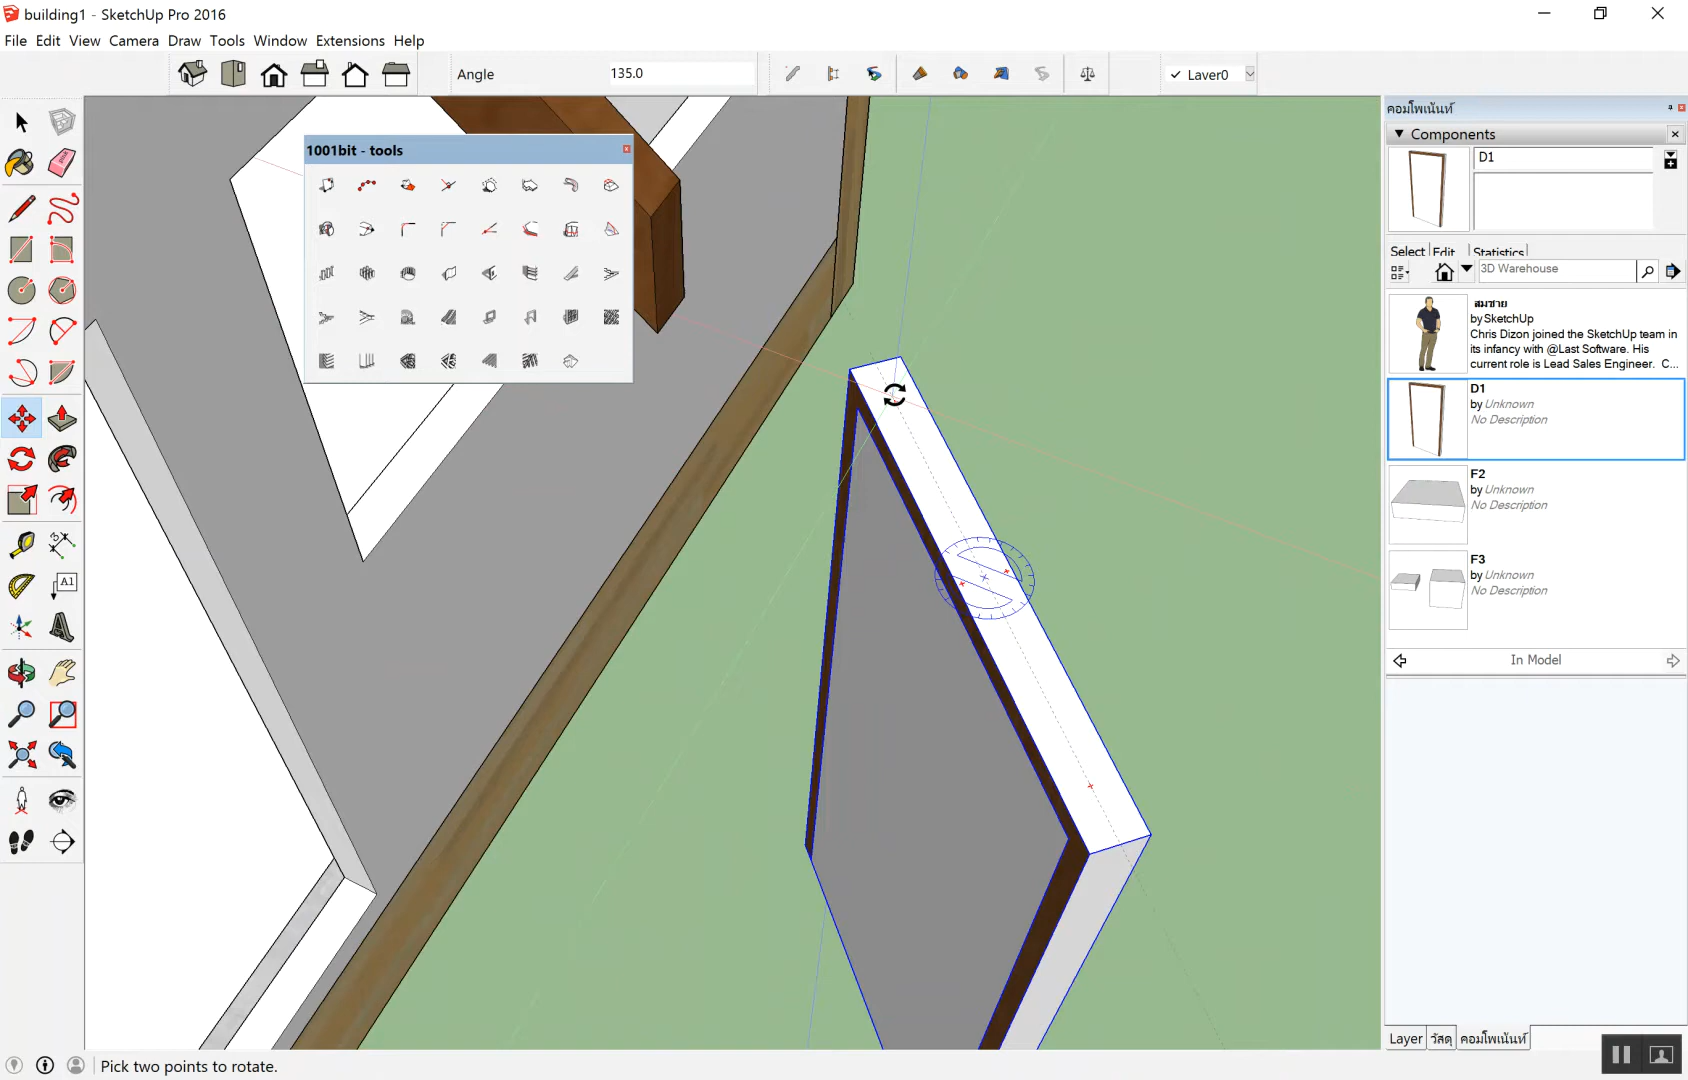 building1 - SketchUp Pro 2016
File Edit View Camera Draw Tools Window Extensions Help
Angle 135.0
Layer0
1001bit - tools
คอมโพเน้นท์
Components
D1
Select Edit Statistics
3D Warehouse
สมชาย
by SketchUp
Chris Dizon joined the SketchUp team in
its infancy with @Last Software. His
current role is Lead Sales Engineer. C...
D1
by Unknown
No Description
F2
by Unknown
No Description
F3
by Unknown
No Description
In Model
Layer วัสดุ คอมโพเน้นท์
A1
Pick two points to rotate.